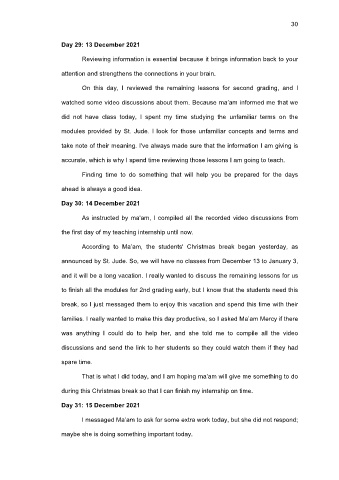 30
Day 29: 13 December 2021
Reviewing information is essential because it brings information back to your
attention and strengthens the connections in your brain.
On this day, I reviewed the remaining lessons for second grading, and I
watched some video discussions about them. Because ma'am informed me that we
did not have class today, I spent my time studying the unfamiliar terms on the
modules provided by St. Jude. I look for those unfamiliar concepts and terms and
take note of their meaning. I've always made sure that the information I am giving is
accurate, which is why I spend time reviewing those lessons I am going to teach.
Finding time to do something that will help you be prepared for the days
ahead is always a good idea.
Day 30: 14 December 2021
As instructed by ma'am, I compiled all the recorded video discussions from
the first day of my teaching internship until now.
According to Ma'am, the students' Christmas break began yesterday, as
announced by St. Jude. So, we will have no classes from December 13 to January 3,
and it will be a long vacation. I really wanted to discuss the remaining lessons for us
to finish all the modules for 2nd grading early, but I know that the students need this
break, so I just messaged them to enjoy this vacation and spend this time with their
families. I really wanted to make this day productive, so I asked Ma'am Mercy if there
was anything I could do to help her, and she told me to compile all the video
discussions and send the link to her students so they could watch them if they had
spare time.
That is what I did today, and I am hoping ma'am will give me something to do
during this Christmas break so that I can finish my internship on time.
Day 31: 15 December 2021
I messaged Ma'am to ask for some extra work today, but she did not respond;
maybe she is doing something important today.